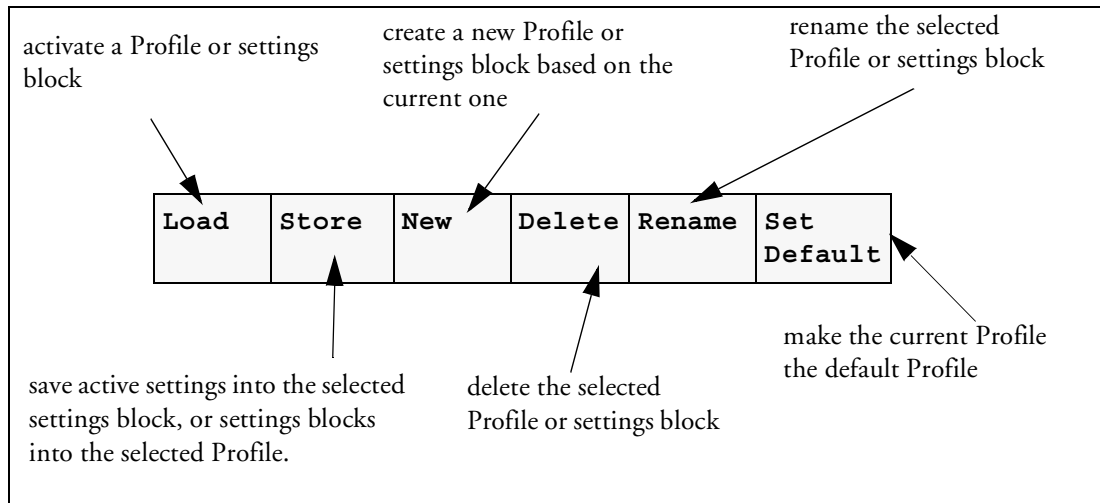 activate a Profile or settings
block
create a new Profile or
settings block based on the
current one
rename the selected
Profile or settings block
Load
Store
New
Delete
Rename
Set
Default
save active settings into the selected
settings block, or settings blocks
into the selected Profile.
delete the selected
Profile or settings block
make the current Profile
the default Profile